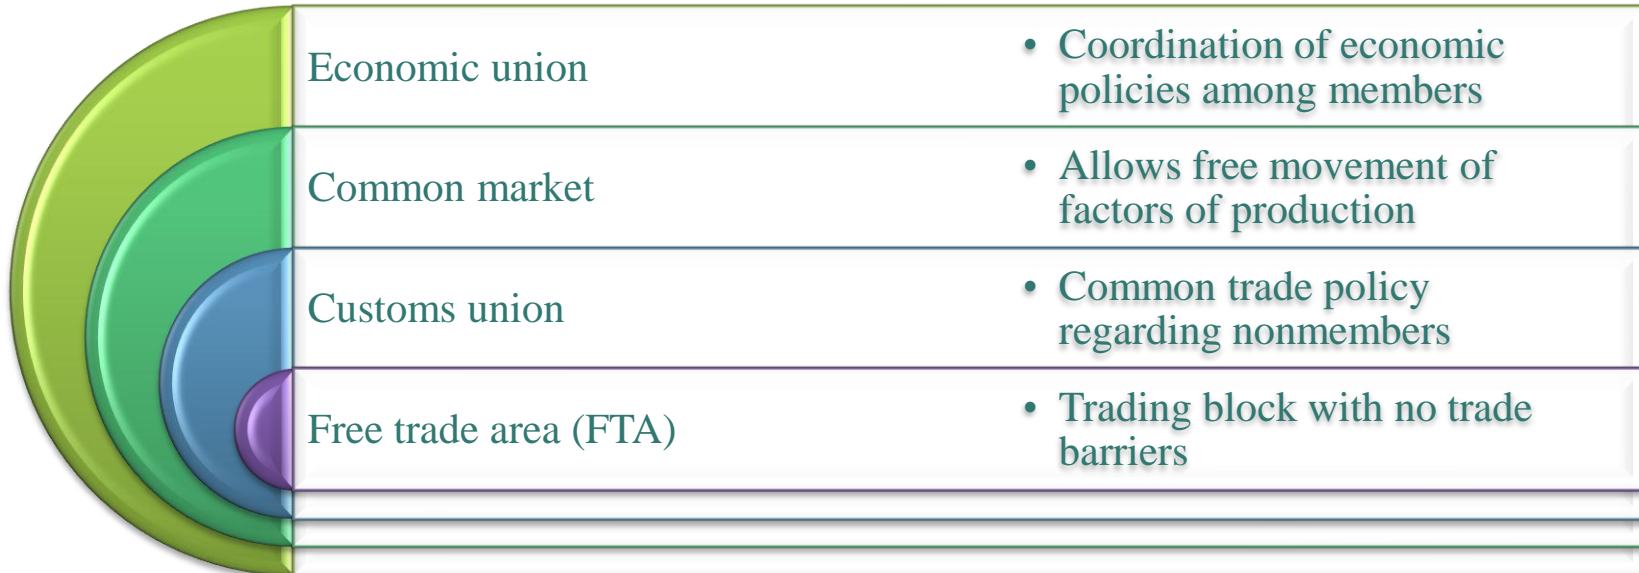 Economic union
• Coordination of economic
policies among members
Common market
• Allows free movement of
factors of production
Customs union
• Common trade policy
regarding nonmembers
Free trade area (FTA)
• Trading block with no trade
barriers